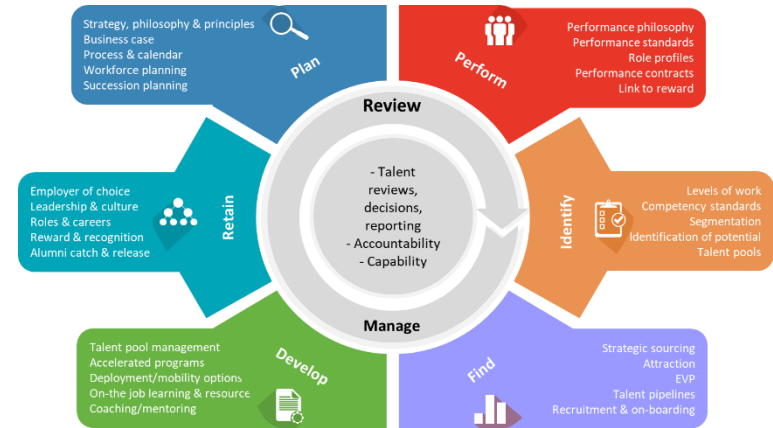 Strategy, philosophy & principles
Business case
Process & calendar
Workforce planning
Succession planning
Plan
Performance philosophy
Performance standards
Role profiles
Performance contracts
Link to reward
Perform
Review
- Talent
reviews,
decisions,
reporting
- Accountability
- Capability
Manage
Employer of choice
Leadership & culture
Roles & careers
Reward & recognition
Alumni catch & release
Retain
Levels of work
Competency standards
Segmentation
Identification of potential
Talent pools
Identify
Talent pool management
Accelerated programs
Deployment/mobility options
On-the job learning & resource
Coaching/mentoring
Develop
Strategic sourcing
Attraction
EVP
Talent pipelines
Recruitment & on-boarding
Find